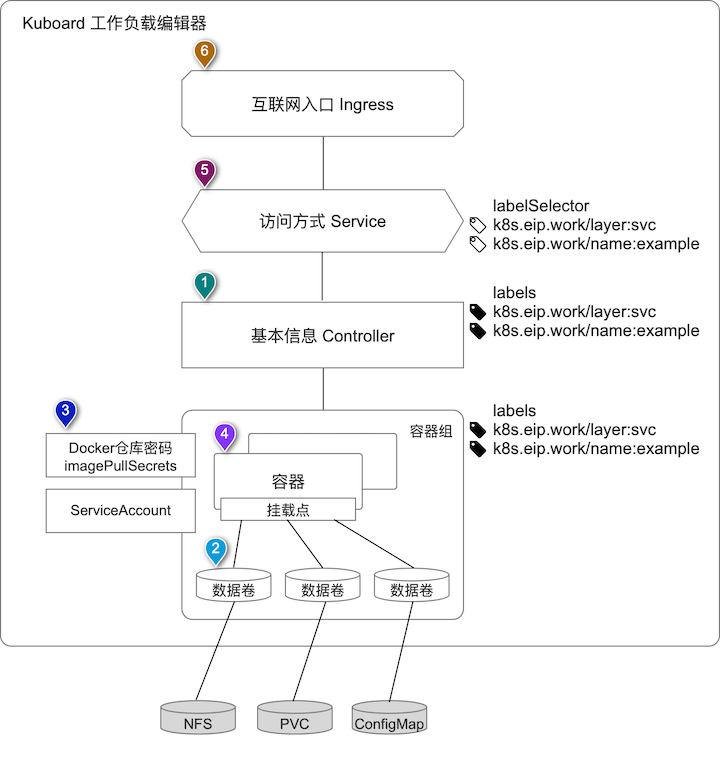 Kuboard 工作负载编辑器
6
互联网入口 Ingress
5
访问方式 Service
labelSelector
k8s.eip.work/layer:svc
k8s.eip.work/name:example
1
基本信息 Controller
labels
k8s.eip.work/layer:svc
k8s.eip.work/name:example
3
Docker仓库密码
imagePullSecrets
ServiceAccount
4
容器组
labels
k8s.eip.work/layer:svc
k8s.eip.work/name:example
容器
挂载点
2
数据卷
数据卷
数据卷
NFS
PVC
ConfigMap